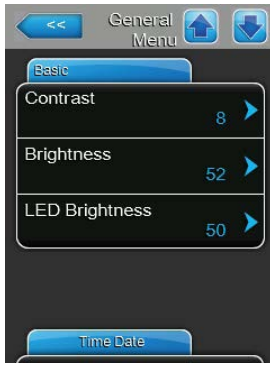 <<
General
Menu
Basic
Contrast
8
Brightness
52
LED Brightness
50
Time Date